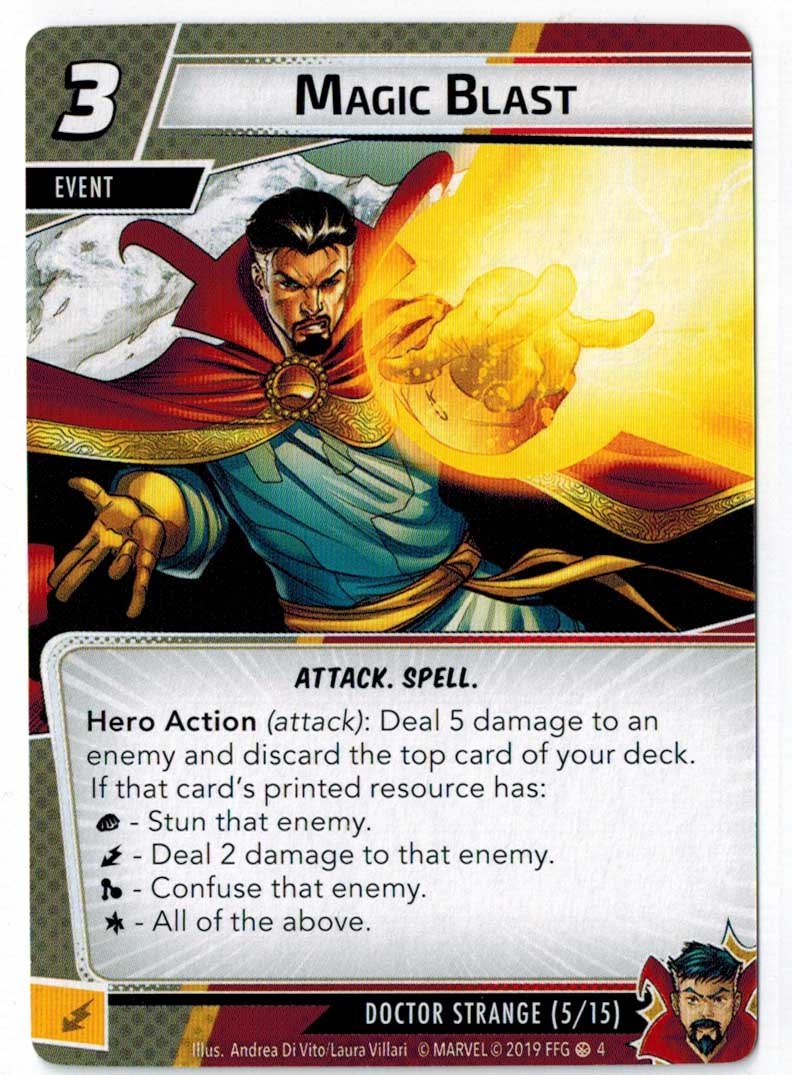 3
Magic Blast
EVENT
ATTACK. SPELL.
Hero Action (attack): Deal 5 damage to an
enemy and discard the top card of your deck.
If that card's printed resource has:
- Stun that enemy.
- Deal 2 damage to that enemy.
- Confuse that enemy.
- All of the above.
DOCTOR STRANGE (5/15)
Illus. Andrea Di Vito/Laura Villari © MARVEL © 2019 FFG 4